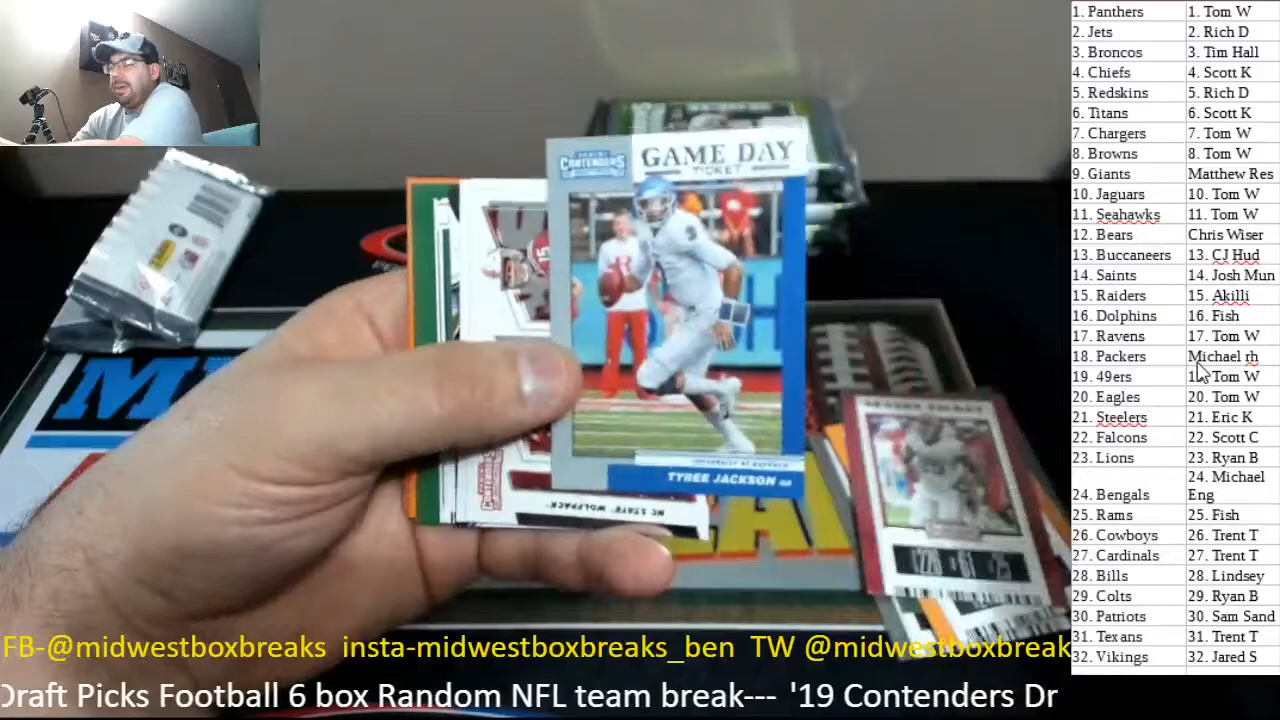 1. Panthers 1. Tom W
2. Jets 2. Rich D
3. Broncos 3. Tim Hall
4. Chiefs 4. Scott K
5. Redskins 5. Rich D
6. Titans 6. Scott K
7. Chargers 7. Tom W
8. Browns 8. Tom W
9. Giants Matthew Res
10. Jaguars 10. Tom W
11. Seahawks 11. Tom W
12. Bears Chris Wiser
13. Buccaneers 13. CJ Hud
14. Saints 14. Josh Mun
15. Raiders 15. Akilli
16. Dolphins 16. Fish
17. Ravens 17. Tom W
18. Packers Michael rh
19. 49ers Tom W
20. Eagles 20. Tom W
21. Steelers 21. Eric K
22. Falcons 22. Scott C
23. Lions 23. Ryan B
24. Michael
24. Bengals Eng
25. Rams 25. Fish
26. Cowboys 26. Trent T
27. Cardinals 27. Trent T
28. Bills 28. Lindsey
29. Colts 29. Ryan B
30. Patriots 30. Sam Sand
31. Texans 31. Trent T
32. Vikings 32. Jared S
CONTENDERS
GAME DAY
TICKET
TYREE JACKSON QB
NC STATE WOLFPACK
FB-@midwestboxbreaks insta-midwestboxbreaks_ben TW @midwestboxbreak
Draft Picks Football 6 box Random NFL team break--- '19 Contenders Dr